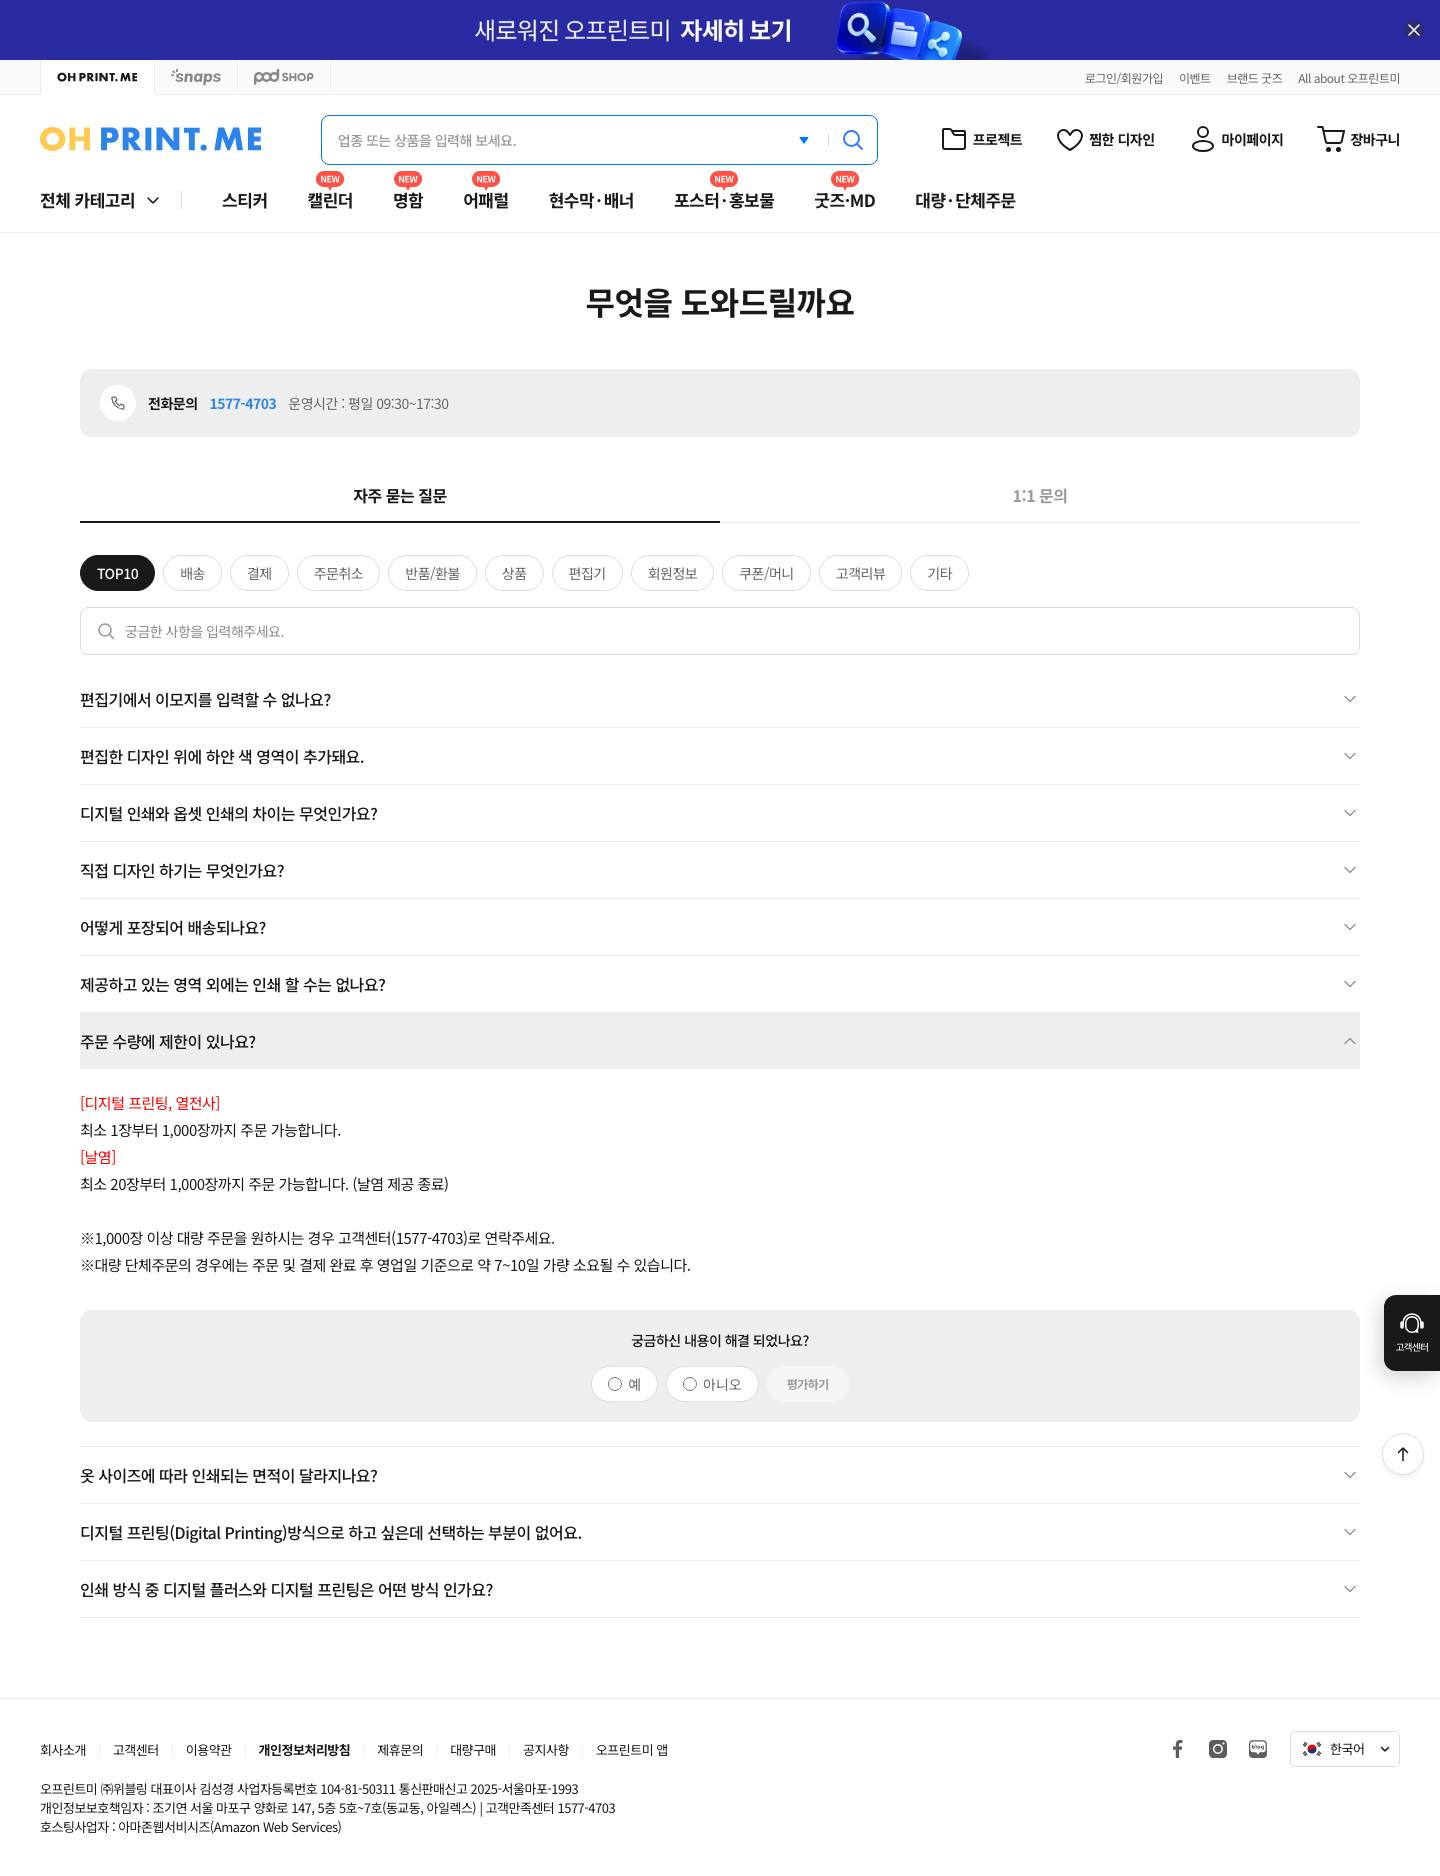 새로워진 오프린트미 자세히 보기
OH PRINT.ME snaps pod SHOP
로그인/회원가입 이벤트 브랜드 굿즈 All about 오프린트미
OH PRINT.ME
업종 또는 상품을 입력해 보세요.
프로젝트 찜한 디자인 마이페이지 장바구니
NEW NEW NEW NEW NEW
전체 카테고리 스티커 캘린더 명함 어패럴 현수막·배너 포스터·홍보물 굿즈·MD 대량·단체주문
무엇을 도와드릴까요
전화문의 1577-4703 운영시간 : 평일 09:30~17:30
자주 묻는 질문 1:1 문의
TOP10 배송 결제 주문취소 반품/환불 상품 편집기 회원정보 쿠폰/머니 고객리뷰 기타
궁금한 사항을 입력해주세요.
편집기에서 이모지를 입력할 수 없나요?
편집한 디자인 위에 하얀 색 영역이 추가돼요.
디지털 인쇄와 옵셋 인쇄의 차이는 무엇인가요?
직접 디자인 하기는 무엇인가요?
어떻게 포장되어 배송되나요?
제공하고 있는 영역 외에는 인쇄 할 수는 없나요?
주문 수량에 제한이 있나요?
[디지털 프린팅, 열전사]
최소 1장부터 1,000장까지 주문 가능합니다.
[날염]
최소 20장부터 1,000장까지 주문 가능합니다. (날염 제공 종료)
※1,000장 이상 대량 주문을 원하시는 경우 고객센터(1577-4703)로 연락주세요.
※대량 단체주문의 경우에는 주문 및 결제 완료 후 영업일 기준으로 약 7~10일 가량 소요될 수 있습니다.
궁금하신 내용이 해결 되었나요?
예 아니오 평가하기
고객센터
옷 사이즈에 따라 인쇄되는 면적이 달라지나요?
디지털 프린팅(Digital Printing)방식으로 하고 싶은데 선택하는 부분이 없어요.
인쇄 방식 중 디지털 플러스와 디지털 프린팅은 어떤 방식 인가요?
회사소개 고객센터 이용약관 개인정보처리방침 제휴문의 대량구매 공지사항 오프린트미 앱
blog 한국어
오프린트미 ㈜위블링 대표이사 김성경 사업자등록번호 104-81-50311 통신판매신고 2025-서울마포-1993
개인정보보호책임자 : 조기연 서울 마포구 양화로 147, 5층 5호~7호(동교동, 아일렉스) | 고객만족센터 1577-4703
호스팅사업자 : 아마존웹서비시즈(Amazon Web Services)